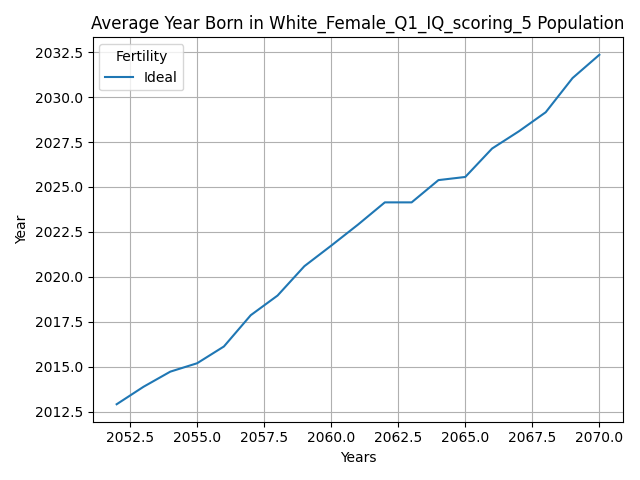 Average Year Born in White_Female_Q1_IQ_scoring_5 Population
Fertility
Ideal
2032.5
2030.0
2027.5
2025.0
2022.5
2020.0
2017.5
2015.0
2012.5
Year
2052.5 2055.0 2057.5 2060.0 2062.5 2065.0 2067.5 2070.0
Years